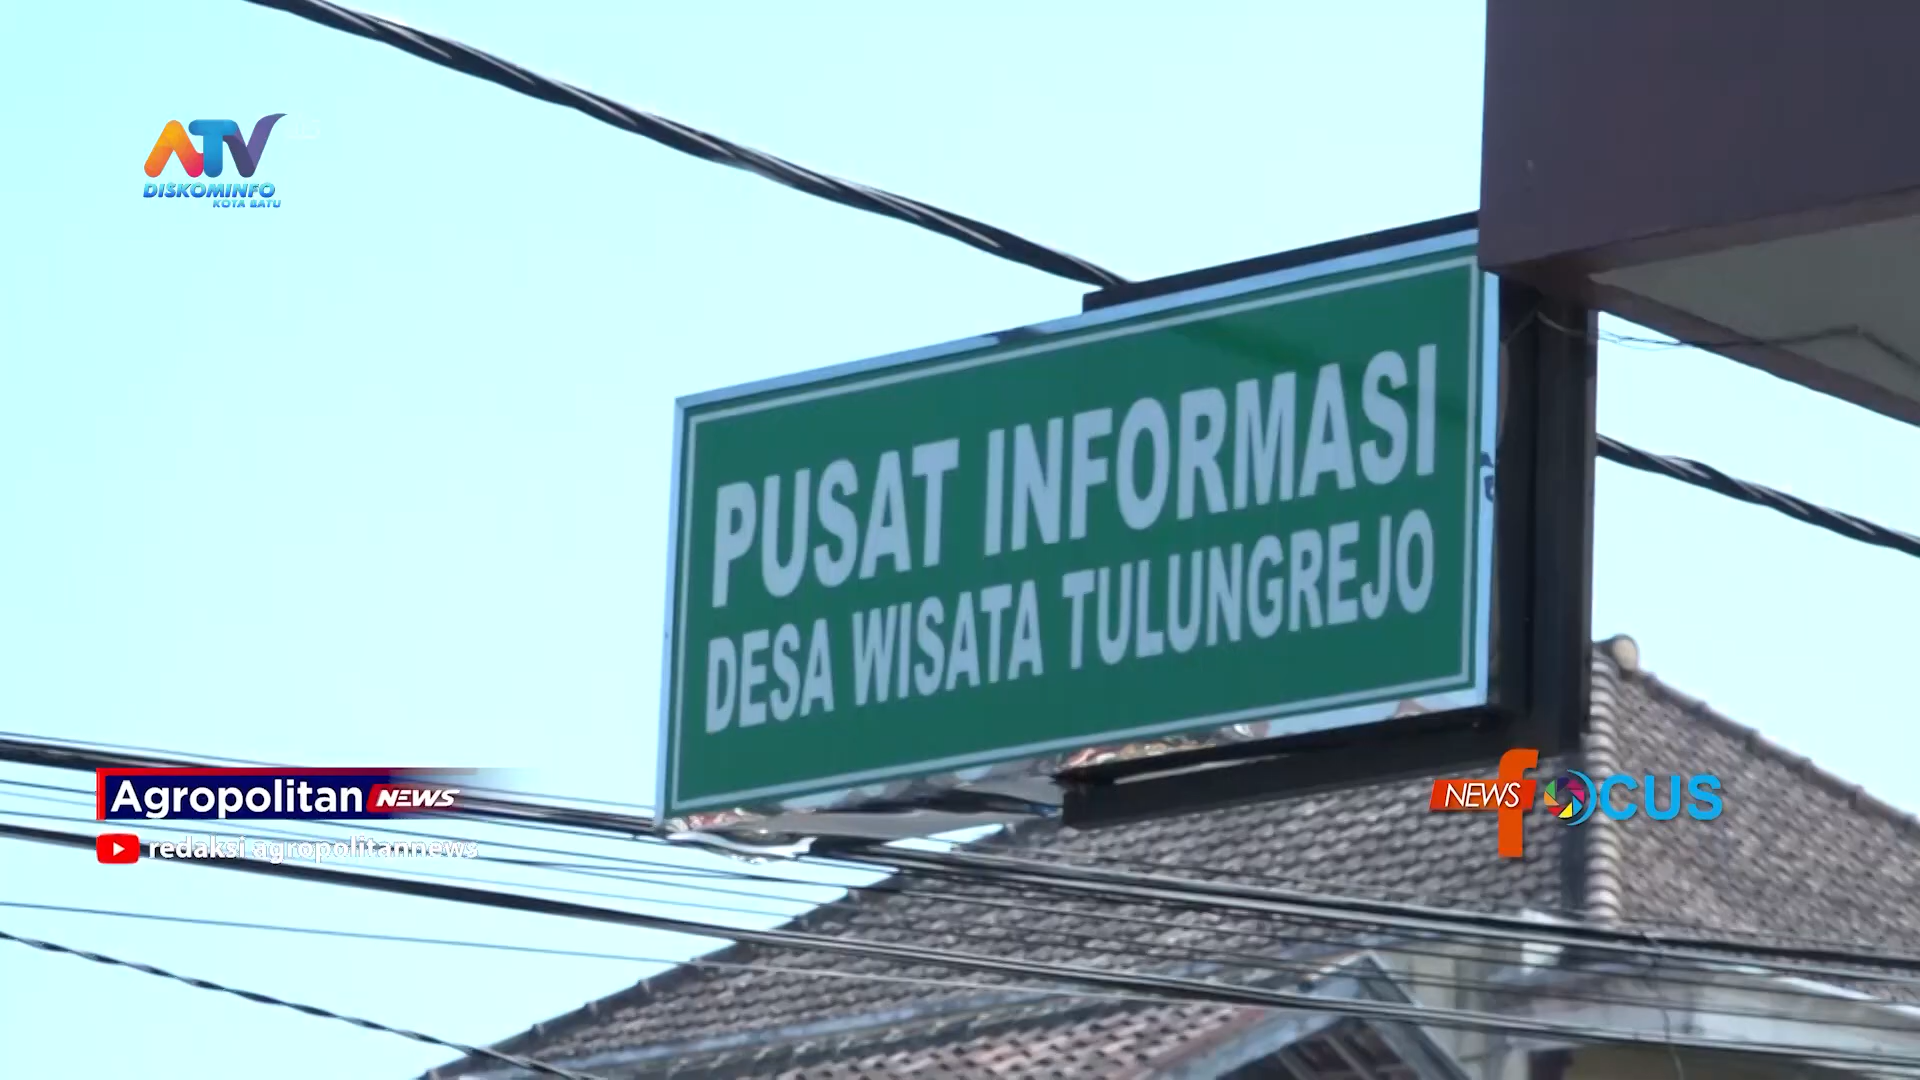 ATV
DISKOMINFO
KOTA BATU
PUSAT INFORMASI
DESA WISATA TULUNGREJO
Agropolitan NEWS
redaksi agropolitannews
NEWS fOCUS